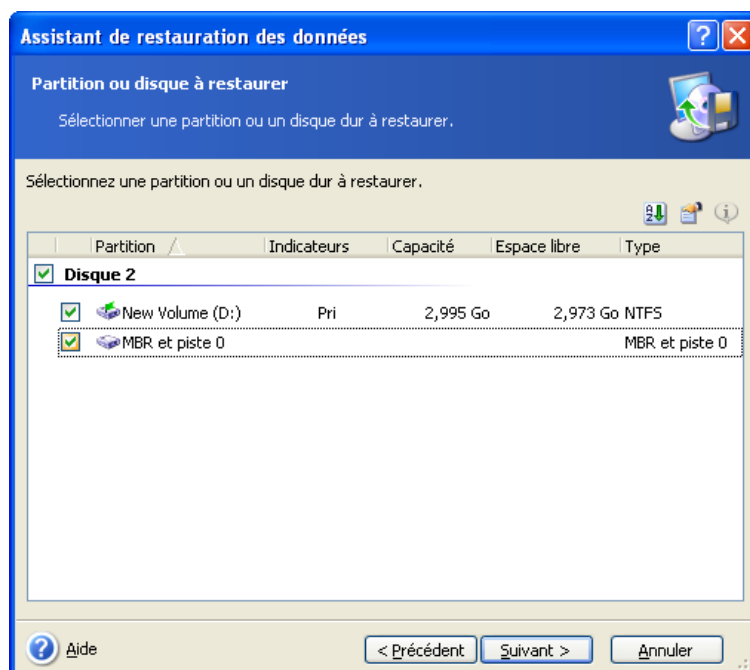 Assistant de restauration des données
Partition ou disque à restaurer
Sélectionner une partition ou un disque dur à restaurer.
Sélectionnez une partition ou un disque dur à restaurer.
Partition Indicateurs Capacité Espace libre Type
Disque 2
New Volume (D:) Pri 2,995 Go 2,973 Go NTFS
MBR et piste 0 MBR et piste 0
Aide < Précédent Suivant > Annuler